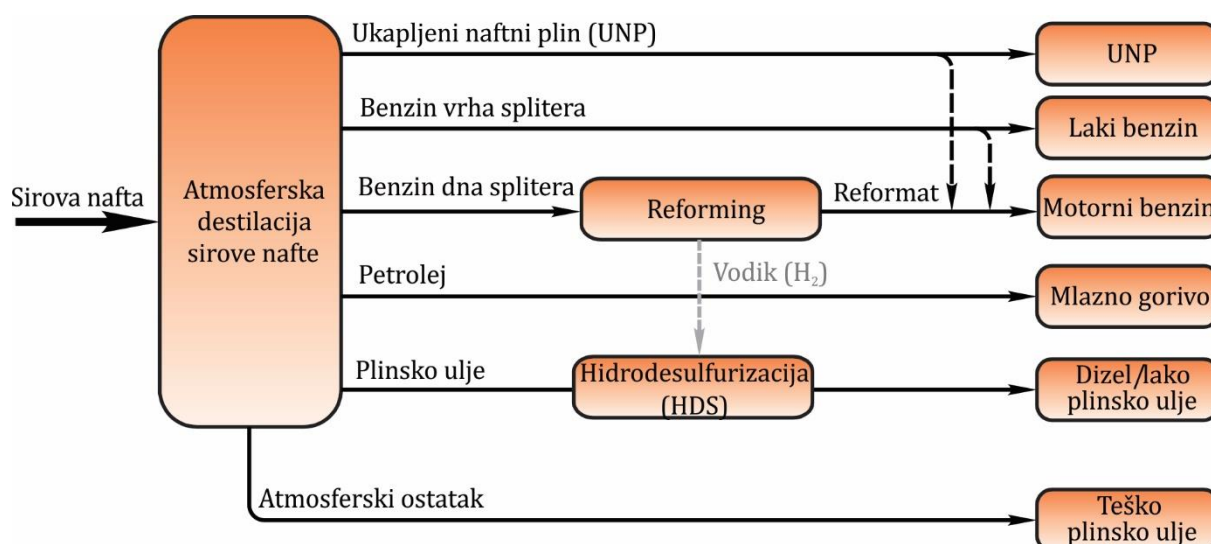 Ukapljeni naftni plin (UNP)
UNP
Benzin vrha splitera
Laki benzin
Sirova nafta
Atmosferska
destilacija
sirove nafte
Benzin dna splitera
Reforming
Reformat
Motorni benzin
Vodik (H₂)
Petrolej
Mlazno gorivo
Plinsko ulje
Hidrodesulfurizacija
(HDS)
Dizel/lako
plinsko ulje
Atmosferski ostatak
Teško
plinsko ulje